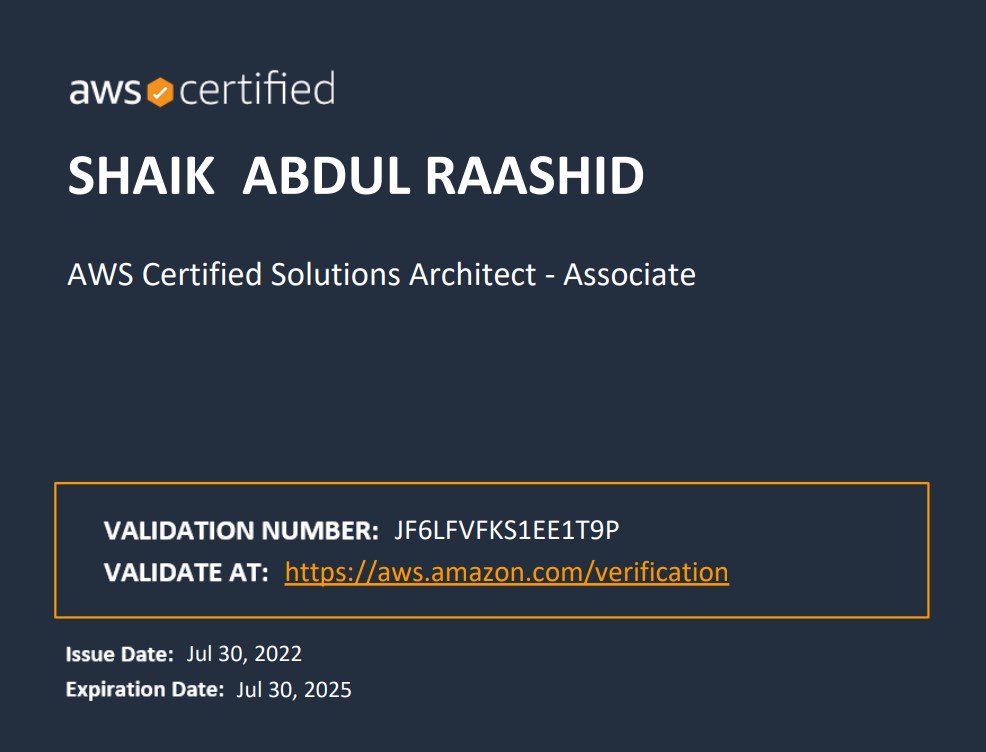 aws certified
SHAIK ABDUL RAASHID
AWS Certified Solutions Architect - Associate
VALIDATION NUMBER: JF6LFVFKS1EE1T9P
VALIDATE AT: https://aws.amazon.com/verification
Issue Date: Jul 30, 2022
Expiration Date: Jul 30, 2025